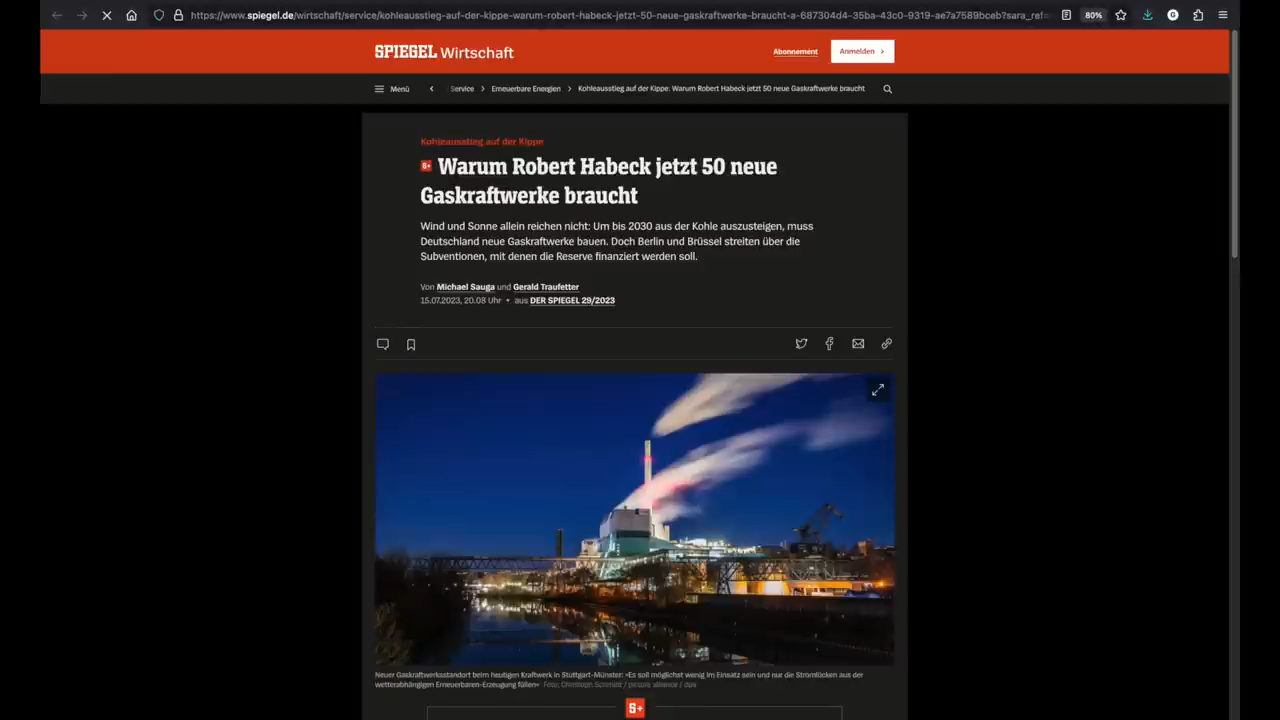 https://www.spiegel.de/wirtschaft/service/kohleausstieg-auf-der-kippe-warum-robert-habeck-jetzt-50-neue-gaskraftwerke-braucht-a-687304d4-35ba-43c0-9319-ae7a7589bceb?sara_ref=
80%
SPIEGEL Wirtschaft
Abonnement
Anmelden
Menü
Service
Erneuerbare Energien
Kohleausstieg auf der Kippe: Warum Robert Habeck jetzt 50 neue Gaskraftwerke braucht
Kohleausstieg auf der Kippe
S+ Warum Robert Habeck jetzt 50 neue
Gaskraftwerke braucht
Wind und Sonne allein reichen nicht: Um bis 2030 aus der Kohle auszusteigen, muss
Deutschland neue Gaskraftwerke bauen. Doch Berlin und Brüssel streiten über die
Subventionen, mit denen die Reserve finanziert werden soll.
Von Michael Sauga und Gerald Traufetter
15.07.2023, 20.08 Uhr • aus DER SPIEGEL 29/2023
Neuer Gaskraftwerksstandort beim heutigen Kraftwerk in Stuttgart-Münster: »Es soll möglichst wenig im Einsatz sein und nur die Stromlücken aus der
wetterabhängigen Erneuerbaren-Erzeugung füllen« Foto: Christoph Schmidt / picture alliance / dpa
S+